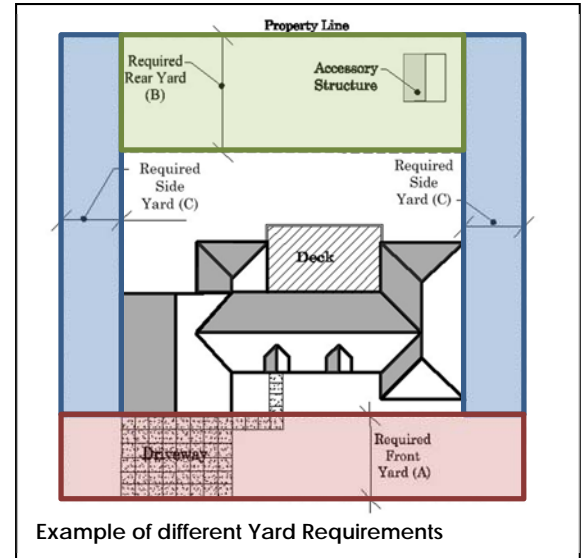 Property Line
Required
Rear Yard
(B)
Accessory
Structure
Required
Side
Yard (C)
Required
Side
Yard (C)
Deck
Driveway
Required
Front
Yard (A)
Example of different Yard Requirements